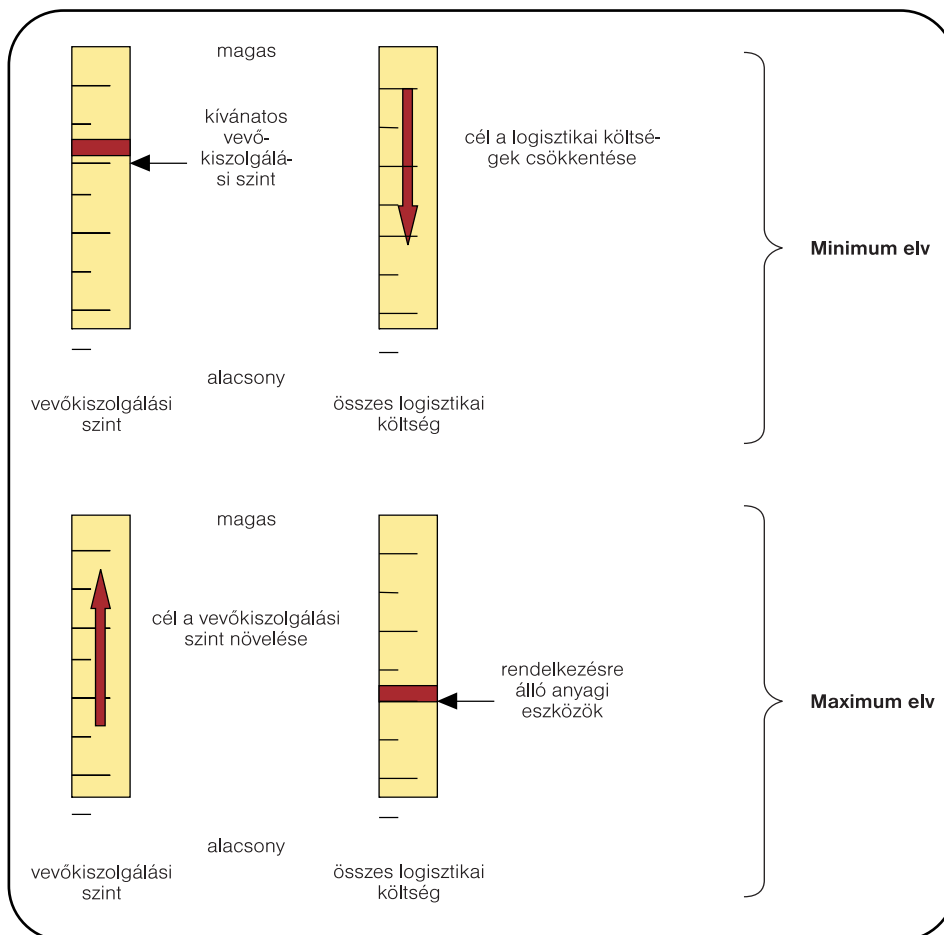 magas
kívánatos
vevő-
kiszolgálá-
si szint
cél a logisztikai költsé-
gek csökkentése
Minimum elv
alacsony
vevőkiszolgálási
szint
összes logisztikai
költség
magas
cél a vevőkiszolgálási
szint növelése
rendelkezésre
álló anyagi
eszközök
Maximum elv
alacsony
vevőkiszolgálási
szint
összes logisztikai
költség